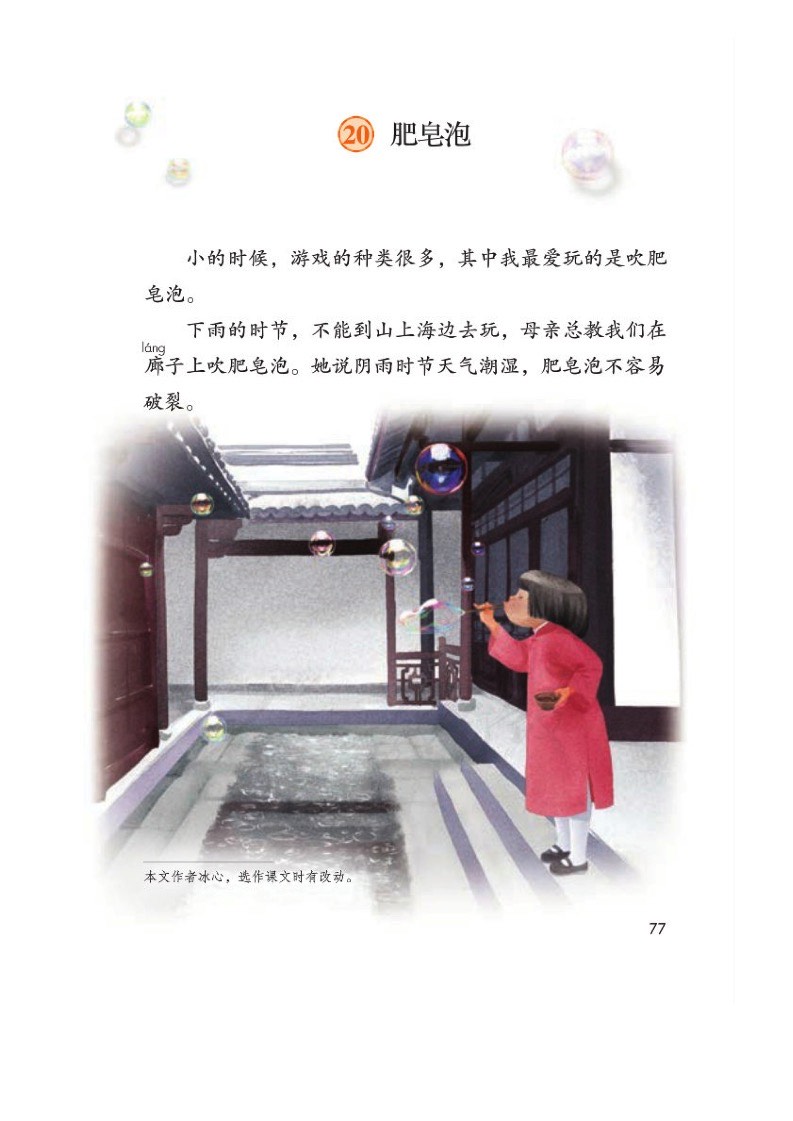 20 肥皂泡
小的时候，游戏的种类很多，其中我最爱玩的是吹肥
皂泡。
下雨的时节，不能到山上海边去玩，母亲总教我们在
láng
廊子上吹肥皂泡。她说阴雨时节天气潮湿，肥皂泡不容易
破裂。
本文作者冰心，选作课文时有改动。
77